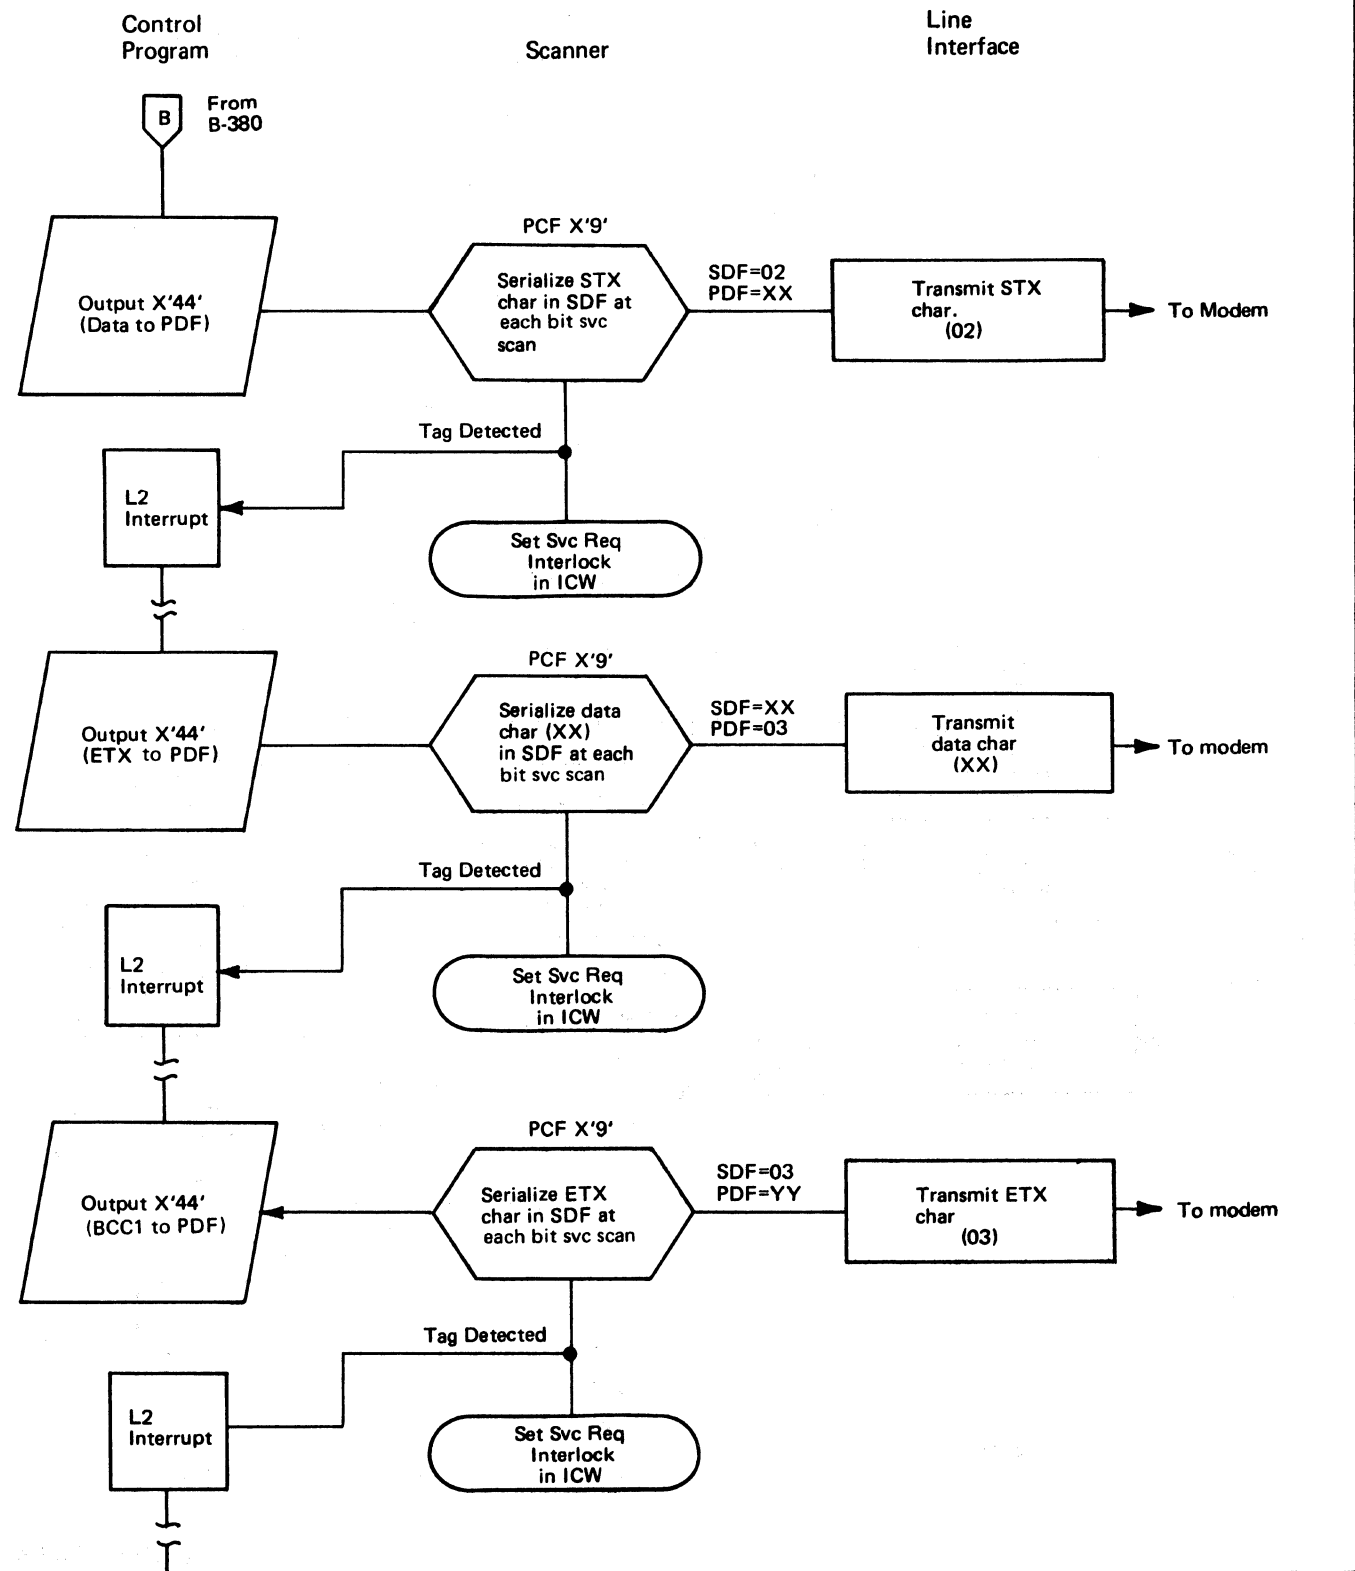 Control
Program
Scanner
Line
Interface
B
From
B-380
Output X'44'
(Data to PDF)
PCF X'9'
Serialize STX
char in SDF at
each bit svc
scan
SDF=02
PDF=XX
Transmit STX
char.
(02)
To Modem
Tag Detected
L2
Interrupt
Set Svc Req
Interlock
in ICW
Output X'44'
(ETX to PDF)
PCF X'9'
Serialize data
char (XX)
in SDF at each
bit svc scan
SDF=XX
PDF=03
Transmit
data char
(XX)
To modem
Tag Detected
L2
Interrupt
Set Svc Req
Interlock
in ICW
Output X'44'
(BCC1 to PDF)
PCF X'9'
Serialize ETX
char in SDF at
each bit svc scan
SDF=03
PDF=YY
Transmit ETX
char
(03)
To modem
Tag Detected
L2
Interrupt
Set Svc Req
Interlock
in ICW